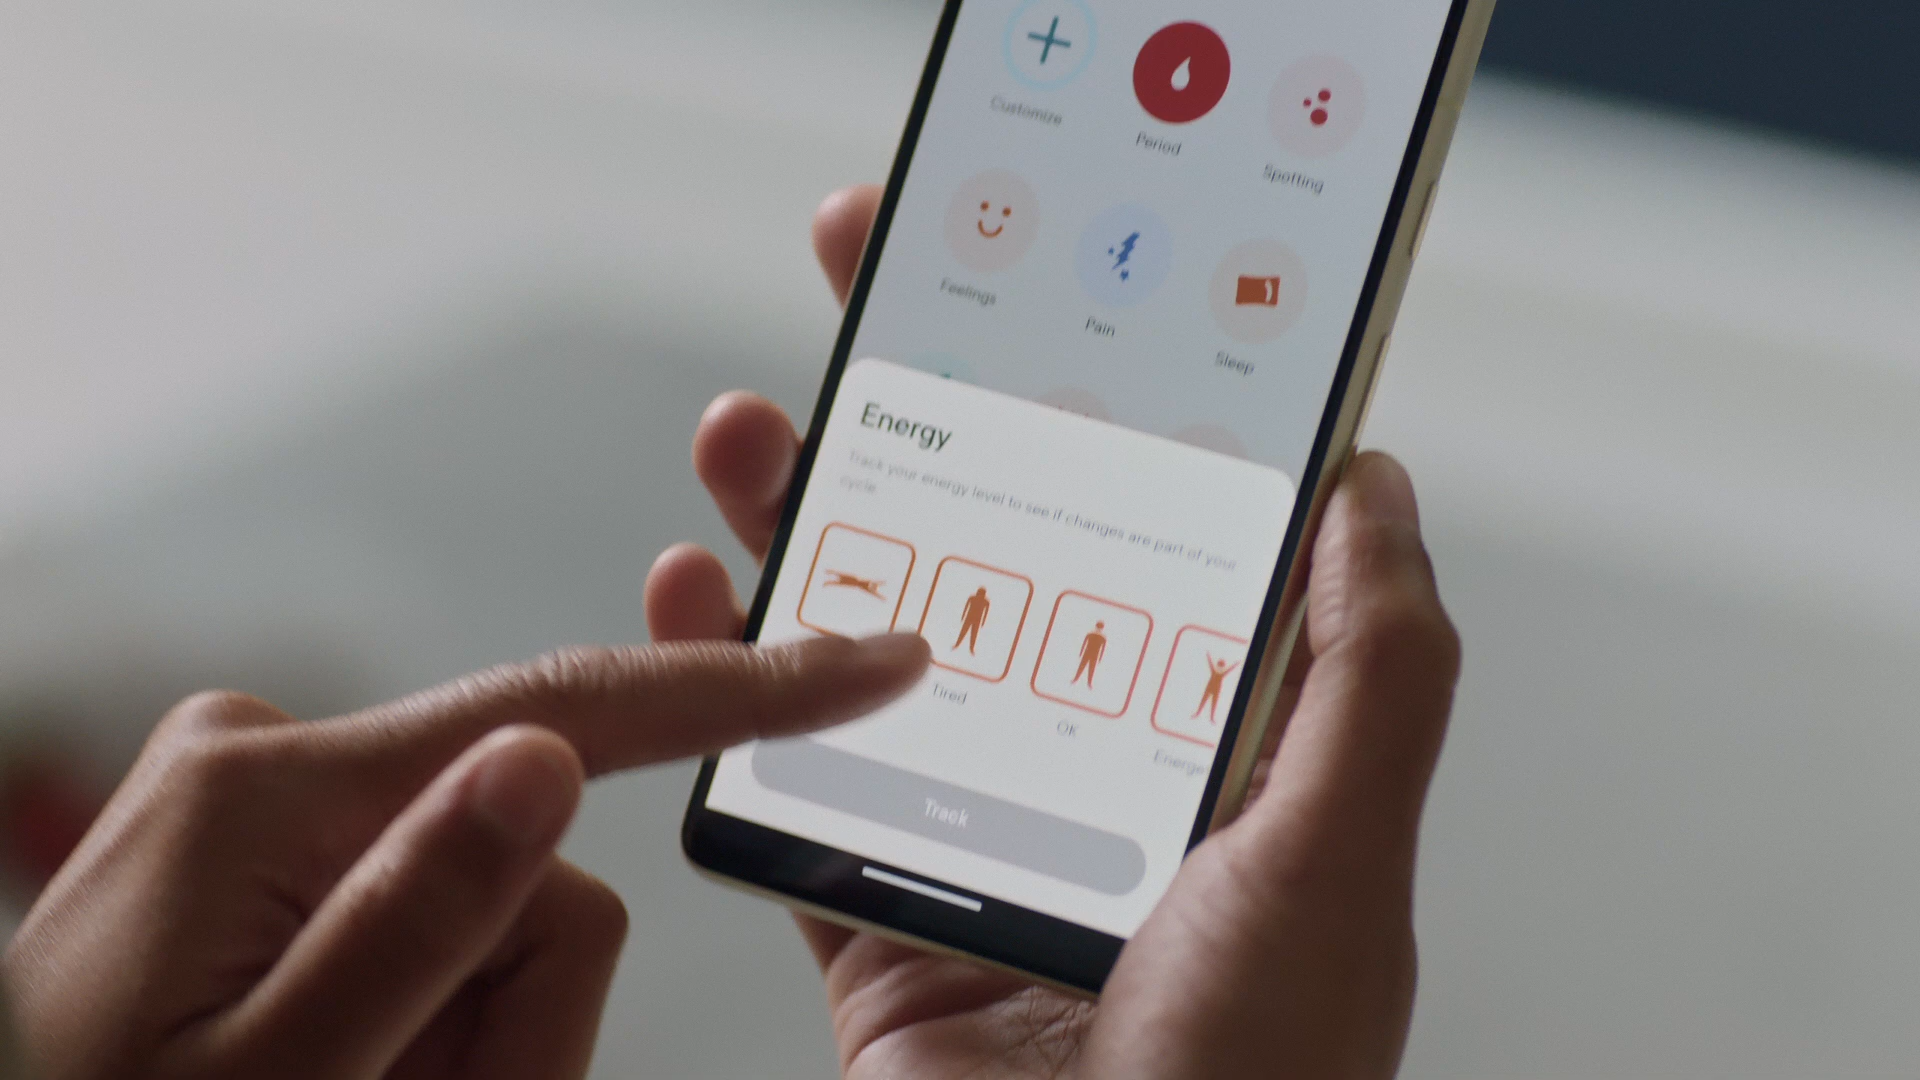 Customize
Period
Spotting
Feelings
Pain
Sleep
Energy
Track your energy level to see if changes are part of your
cycle
Tired
OK
Track